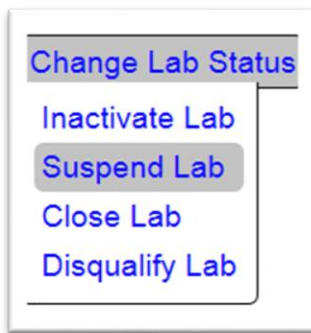 Change Lab Status
Inactivate Lab
Suspend Lab
Close Lab
Disqualify Lab